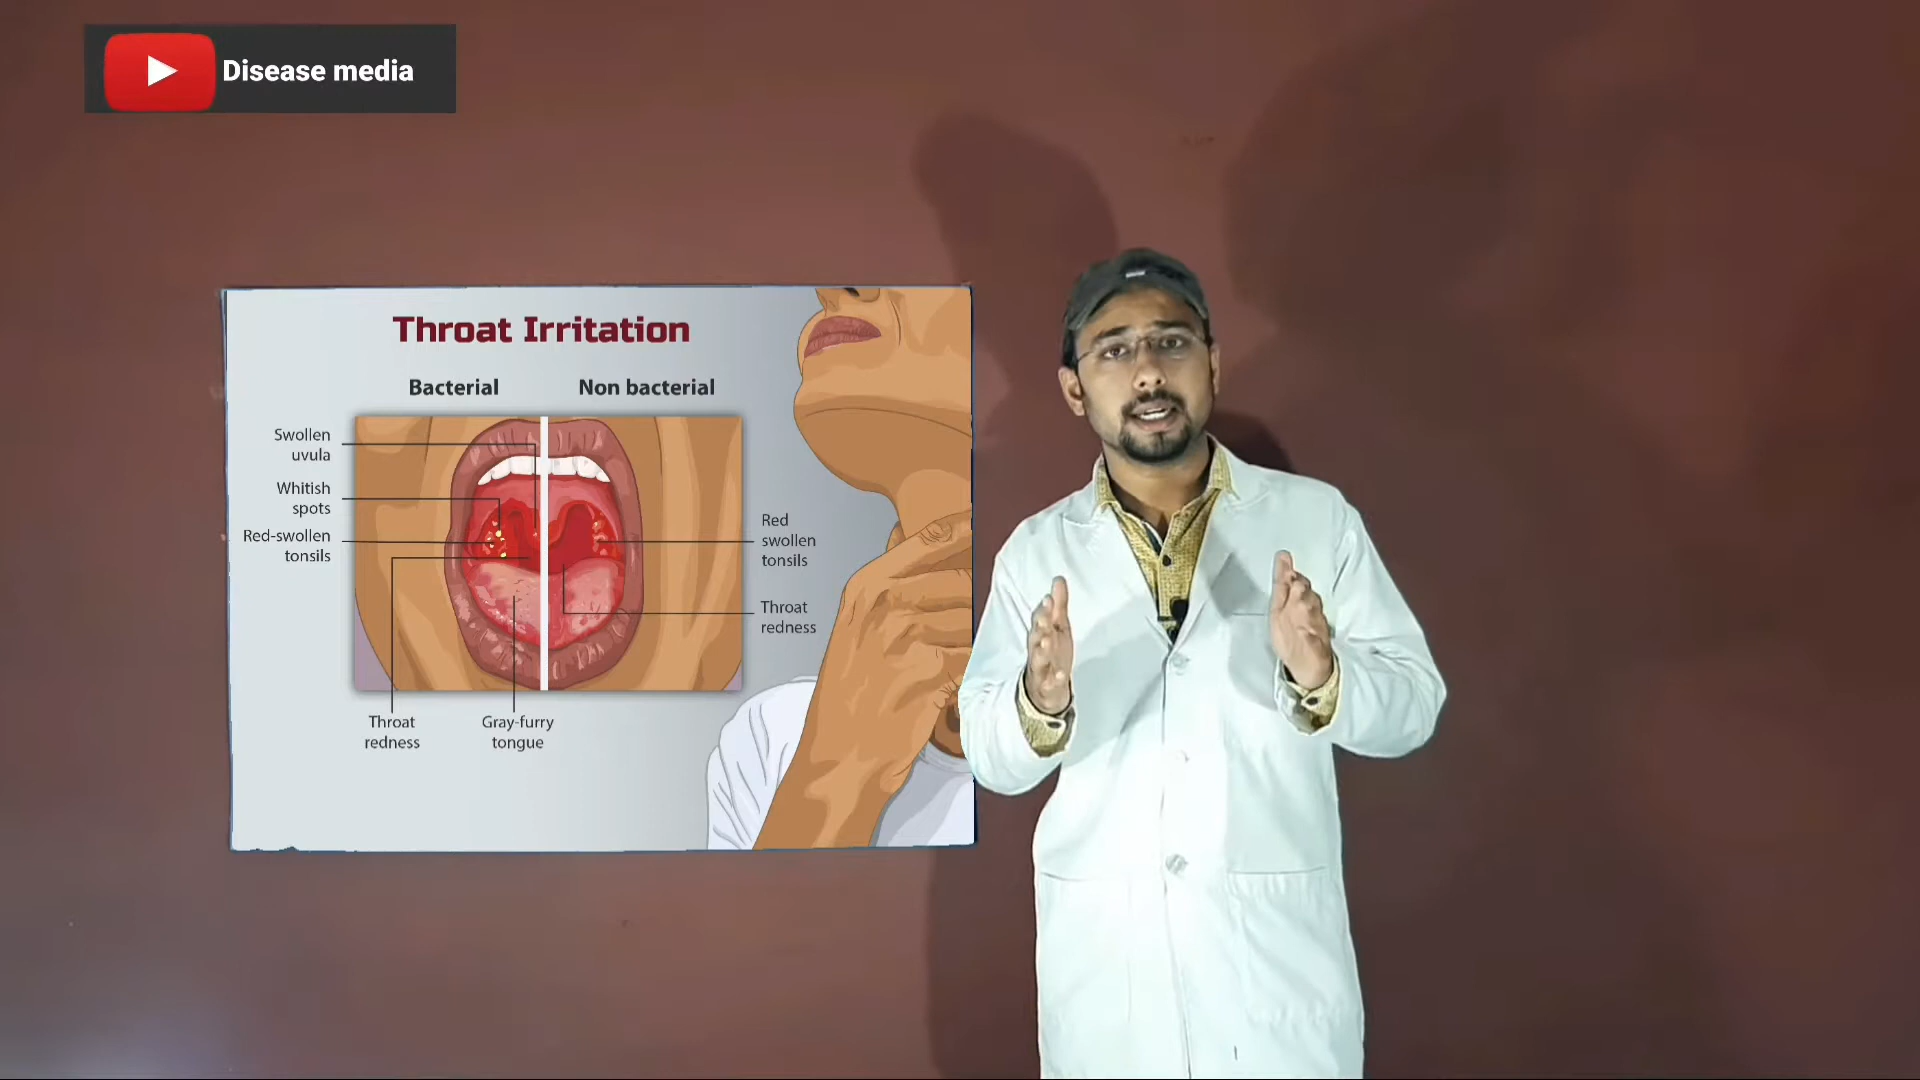 Disease media
Throat Irritation
Bacterial
Non bacterial
Swollen
uvula
Whitish
spots
Red-swollen
tonsils
Red
swollen
tonsils
Throat
redness
Throat
redness
Gray-furry
tongue